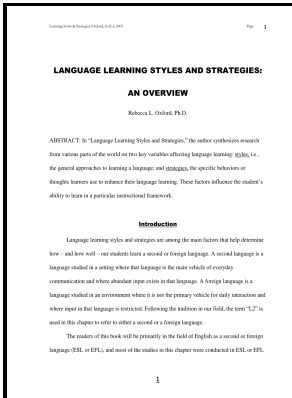 Learning Styles & Strategies/Oxford, GALA 2003 Page 1
LANGUAGE LEARNING STYLES AND STRATEGIES:
AN OVERVIEW
Rebecca L. Oxford, Ph.D.
ABSTRACT: In “Language Learning Styles and Strategies,” the author synthesizes research
from various parts of the world on two key variables affecting language learning: styles, i.e.,
the general approaches to learning a language; and strategies, the specific behaviors or
thoughts learners use to enhance their language learning. These factors influence the student’s
ability to learn in a particular instructional framework.
Introduction
Language learning styles and strategies are among the main factors that help determine
how – and how well – our students learn a second or foreign language. A second language is a
language studied in a setting where that language is the main vehicle of everyday
communication and where abundant input exists in that language. A foreign language is a
language studied in an environment where it is not the primary vehicle for daily interaction and
where input in that language is restricted. Following the tradition in our field, the term “L2” is
used in this chapter to refer to either a second or a foreign language.
The readers of this book will be primarily in the field of English as a second or foreign
language (ESL or EFL), and most of the studies in this chapter were conducted in ESL or EFL
1